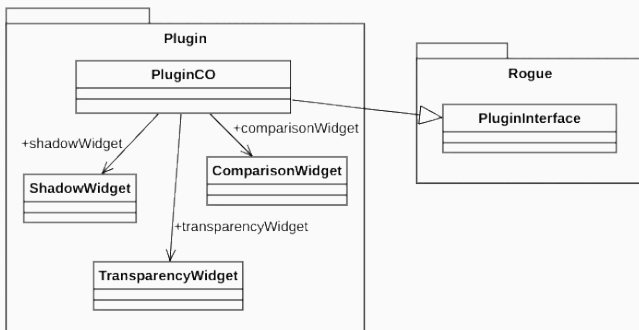 Plugin
PluginCO
Rogue
PluginInterface
+comparisonWidget
+shadowWidget
ComparisonWidget
ShadowWidget
+transparencyWidget
TransparencyWidget